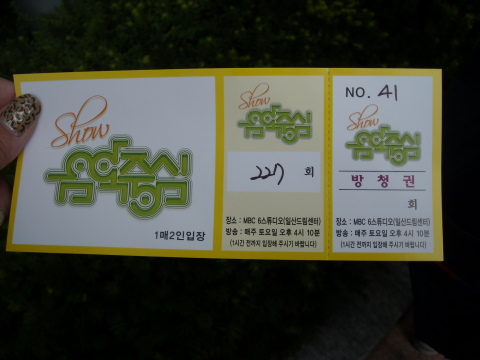 Show
음악중심
1매2인입장
Show
음악중심
227 회
장소 : MBC 6스튜디오(일산드림센터)
방송 : 매주 토요일 오후 4시 10분
(1시간 전까지 입장해 주시기 바랍니다)
NO. 41
Show
음악중심
방청권
회
장소 : MBC 6스튜디오(일산드림센터)
방송 : 매주 토요일 오후 4시 10분
(1시간 전까지 입장해 주시기 바랍니다)